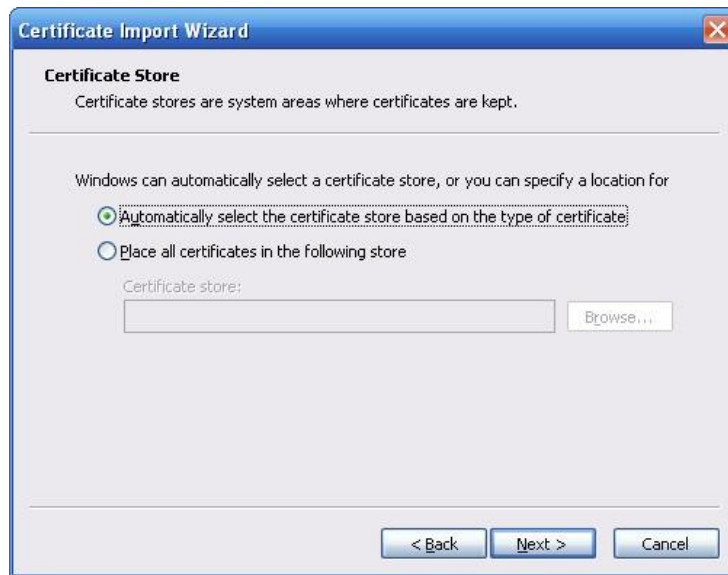 Certificate Import Wizard
Certificate Store
Certificate stores are system areas where certificates are kept.
Windows can automatically select a certificate store, or you can specify a location for
Automatically select the certificate store based on the type of certificate
Place all certificates in the following store
Certificate store:
Browse...
< Back Next > Cancel